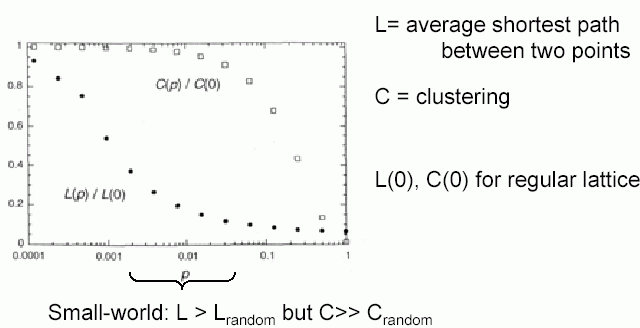 L= average shortest path
between two points
C = clustering
L(0), C(0) for regular lattice
1
0.8
0.6
0.4
0.2
0
C(p) / C(0)
L(p) / L(0)
0.0001 0.001 0.01 0.1 1
p
Small-world: L > Lrandom but C>> Crandom